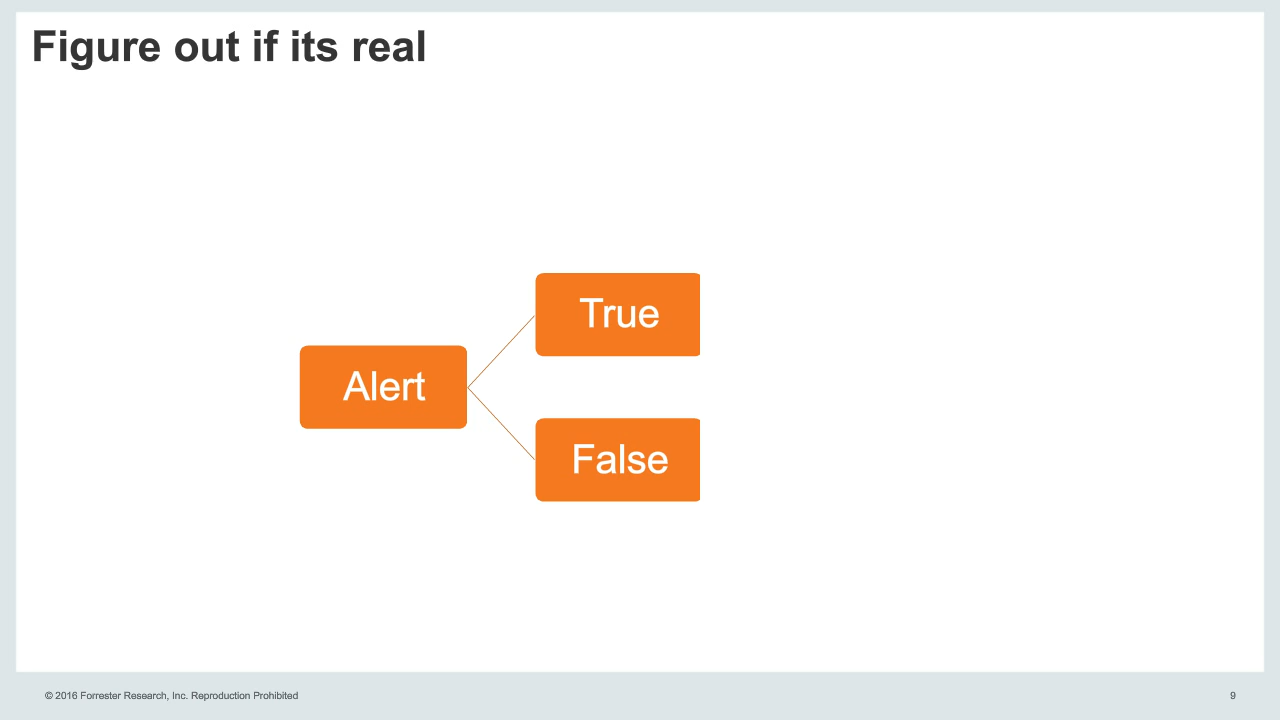 Figure out if its real
True
Alert
False
© 2016 Forrester Research, Inc. Reproduction Prohibited
9